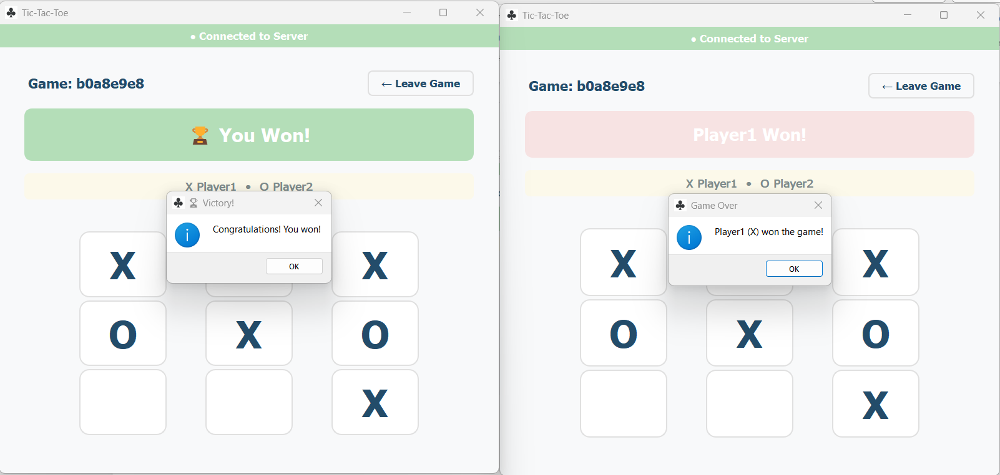 Tic-Tac-Toe
● Connected to Server
Game: b0a8e9e8
← Leave Game
🏆 You Won!
X Player1 • O Player2
🏆 Victory!
Congratulations! You won!
OK
X X
O X O
X
Tic-Tac-Toe
● Connected to Server
Game: b0a8e9e8
← Leave Game
Player1 Won!
X Player1 • O Player2
Game Over
Player1 (X) won the game!
OK
X X
O X O
X